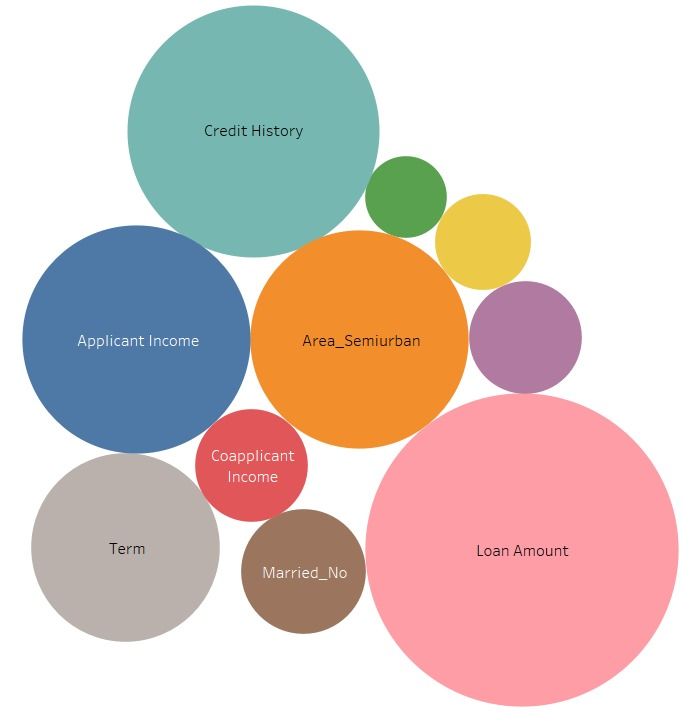 Credit History
Applicant Income
Area_Semiurban
Coapplicant
Income
Term
Married_No
Loan Amount